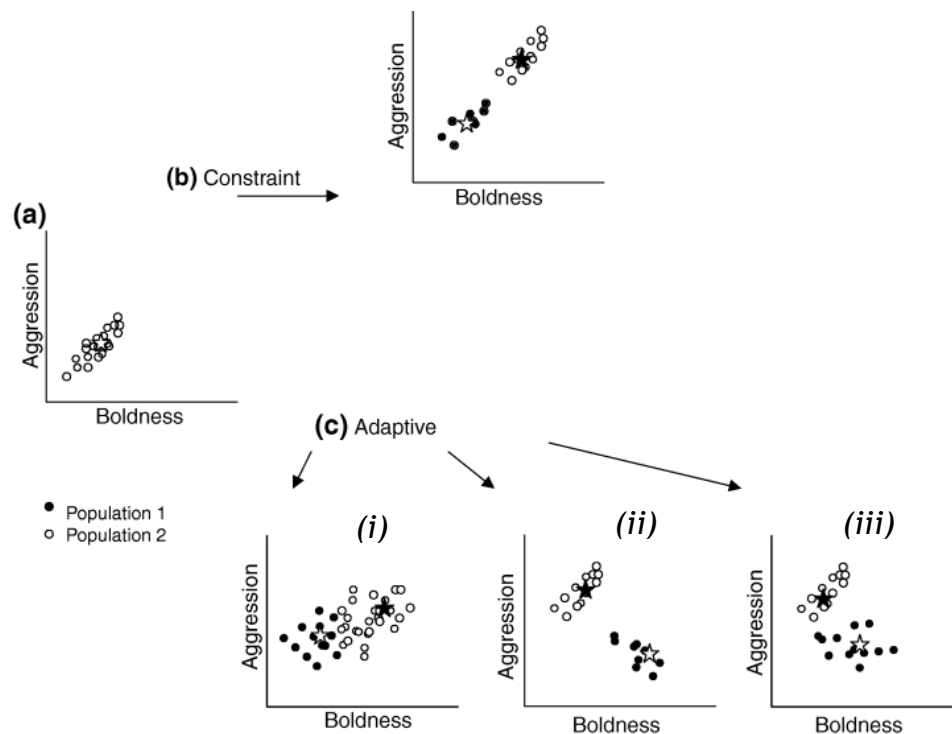 Aggression
Boldness
(b) Constraint
(a)
Aggression
Boldness
(c) Adaptive
Population 1
Population 2
(i)
(ii)
(iii)
Aggression
Boldness
Aggression
Boldness
Aggression
Boldness